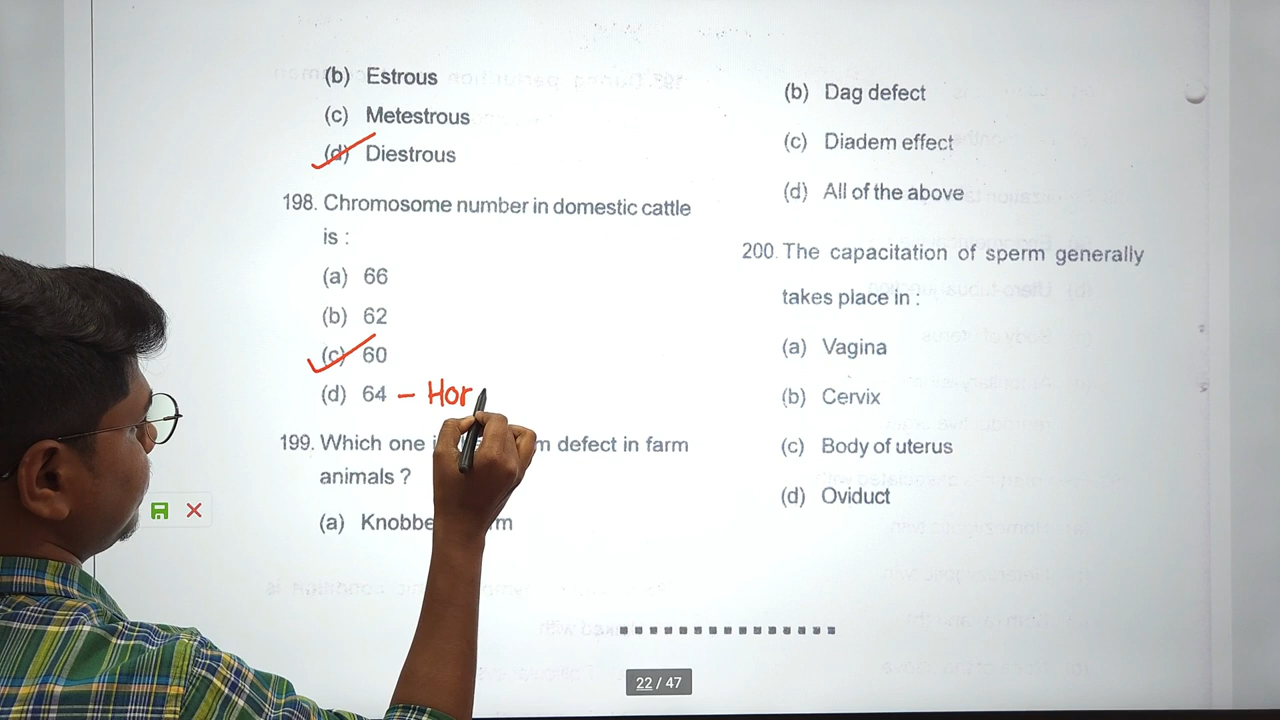 (b) Estrous
(c) Metestrous
(d) Diestrous
198. Chromosome number in domestic cattle
is :
(a) 66
(b) 62
(c) 60
(d) 64 – Hor
199. Which one defect in farm
animals ?
(a)
(b) Dag defect
(c) Diadem effect
(d) All of the above
200. The capacitation of sperm generally
takes place in :
(a) Vagina
(b) Cervix
(c) Body of uterus
(d) Oviduct
22 / 47